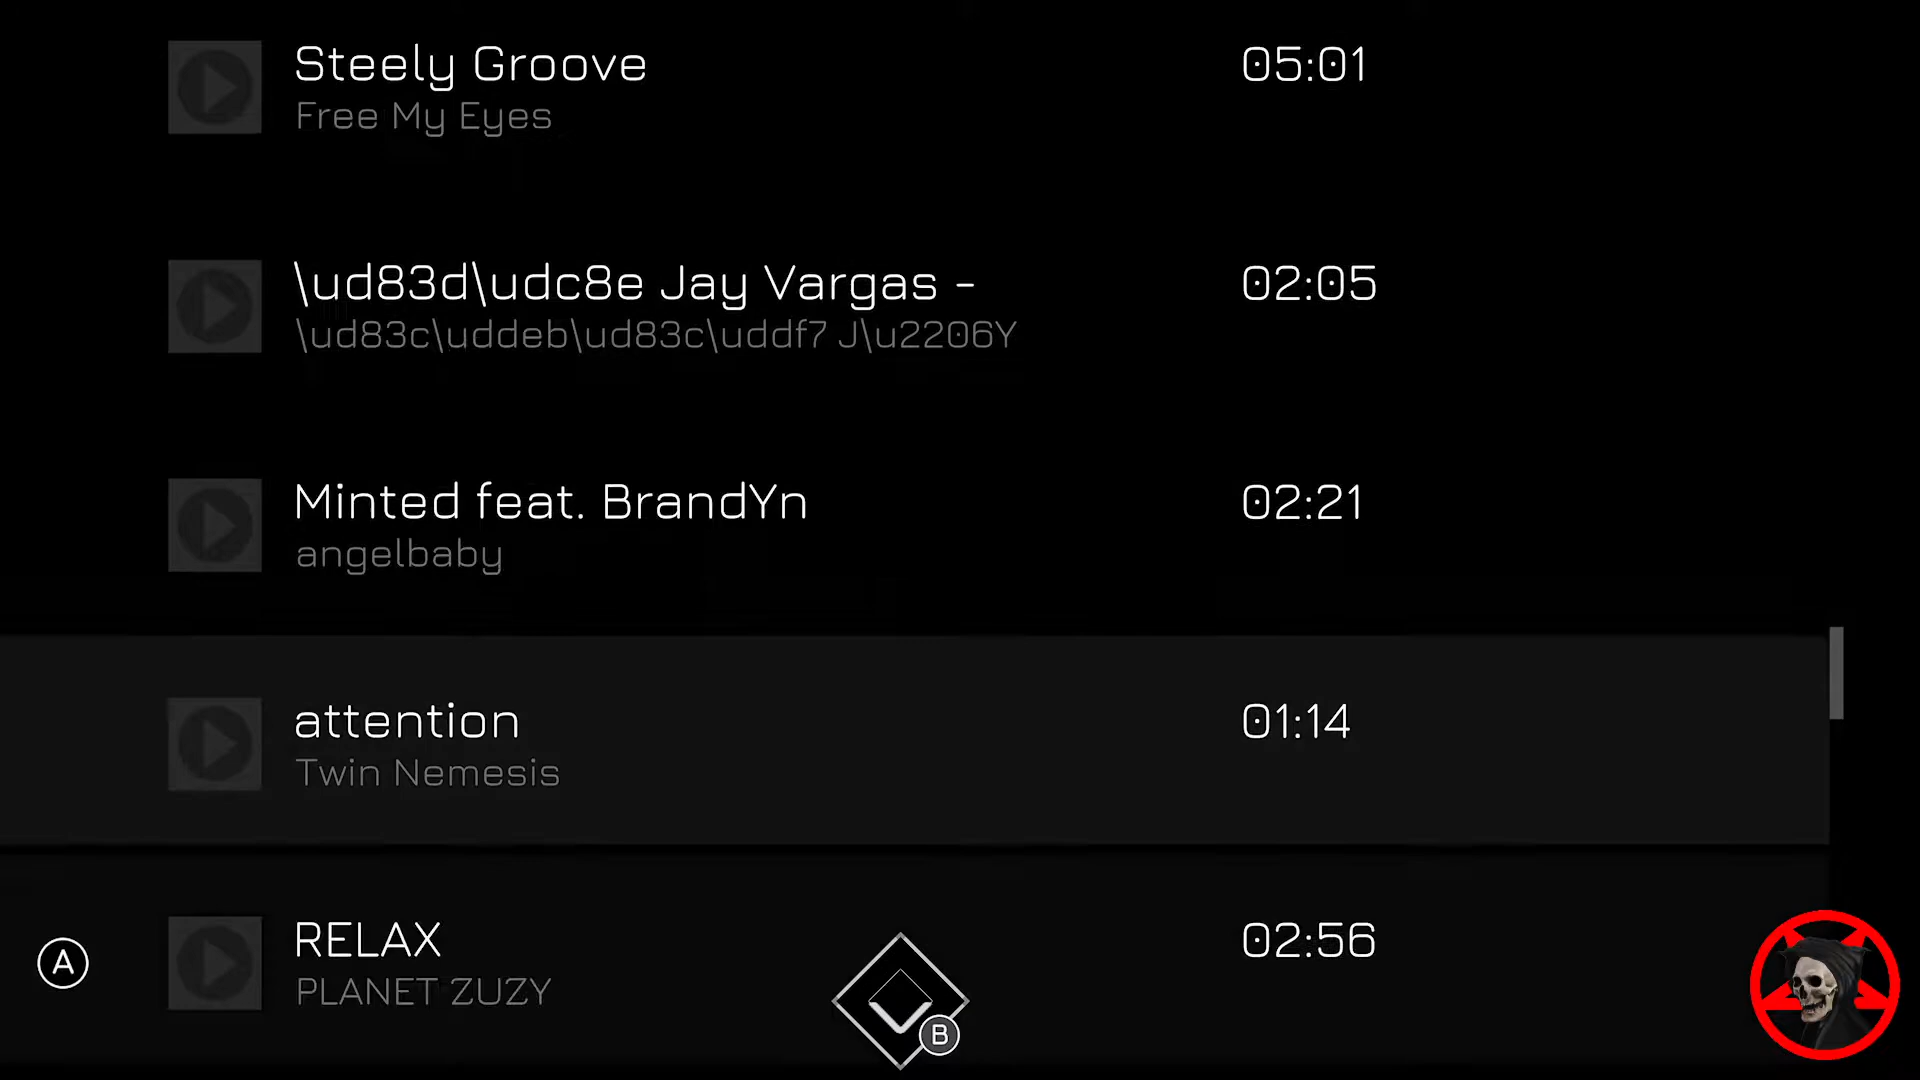 Steely Groove 05:01
Free My Eyes
\ud83d\udc8e Jay Vargas - 02:05
\ud83c\uddeb\ud83c\uddf7 J\u2206Y
Minted feat. BrandYn 02:21
angelbaby
attention 01:14
Twin Nemesis
RELAX 02:56
A
PLANET ZUZY
B